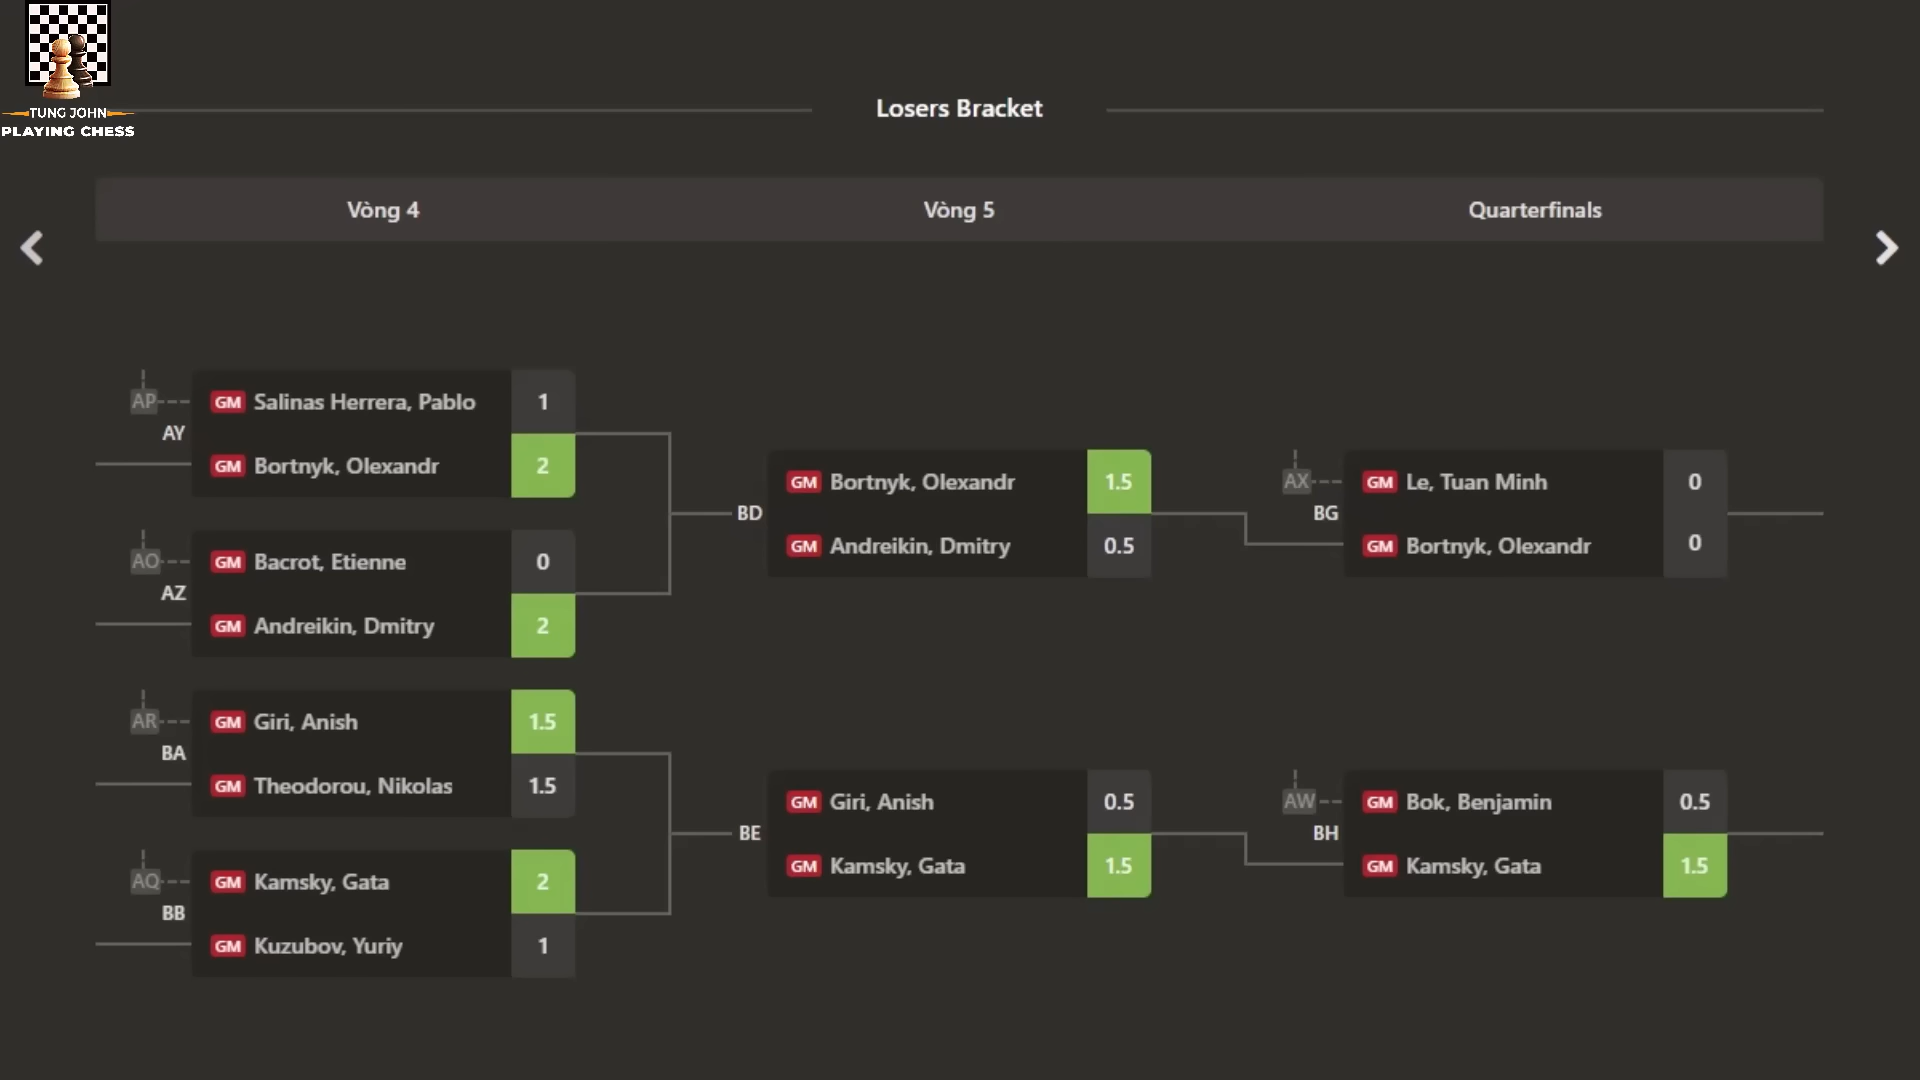 TUNG JOHN
PLAYING CHESS
Losers Bracket
Vòng 4
Vòng 5
Quarterfinals
AP
AY
GM Salinas Herrera, Pablo 1
GM Bortnyk, Olexandr 2
AO
AZ
GM Bacrot, Etienne 0
GM Andreikin, Dmitry 2
AR
BA
GM Giri, Anish 1.5
GM Theodorou, Nikolas 1.5
AQ
BB
GM Kamsky, Gata 2
GM Kuzubov, Yuriy 1
BD
GM Bortnyk, Olexandr 1.5
GM Andreikin, Dmitry 0.5
BE
GM Giri, Anish 0.5
GM Kamsky, Gata 1.5
AX
BG
GM Le, Tuan Minh 0
GM Bortnyk, Olexandr 0
AW
BH
GM Bok, Benjamin 0.5
GM Kamsky, Gata 1.5